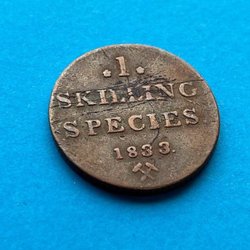 · 1 ·
SKILLING
SPECIES
1833.